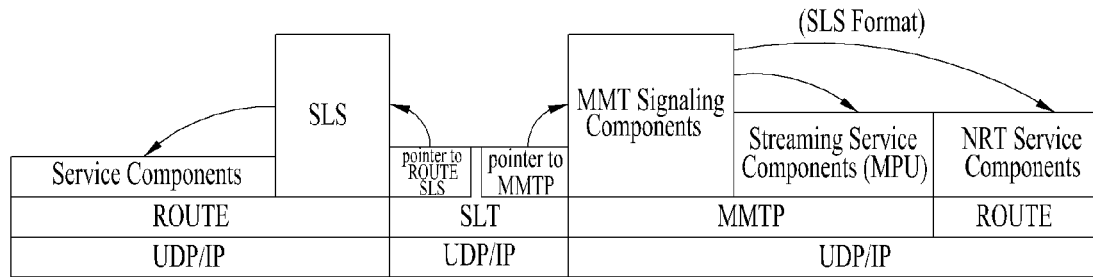 (SLS Format)
SLS
MMT Signaling
Components
Service Components
pointer to
ROUTE
SLS
pointer to
MMTP
Streaming Service
Components (MPU)
NRT Service
Components
ROUTE
SLT
MMTP
ROUTE
UDP/IP
UDP/IP
UDP/IP